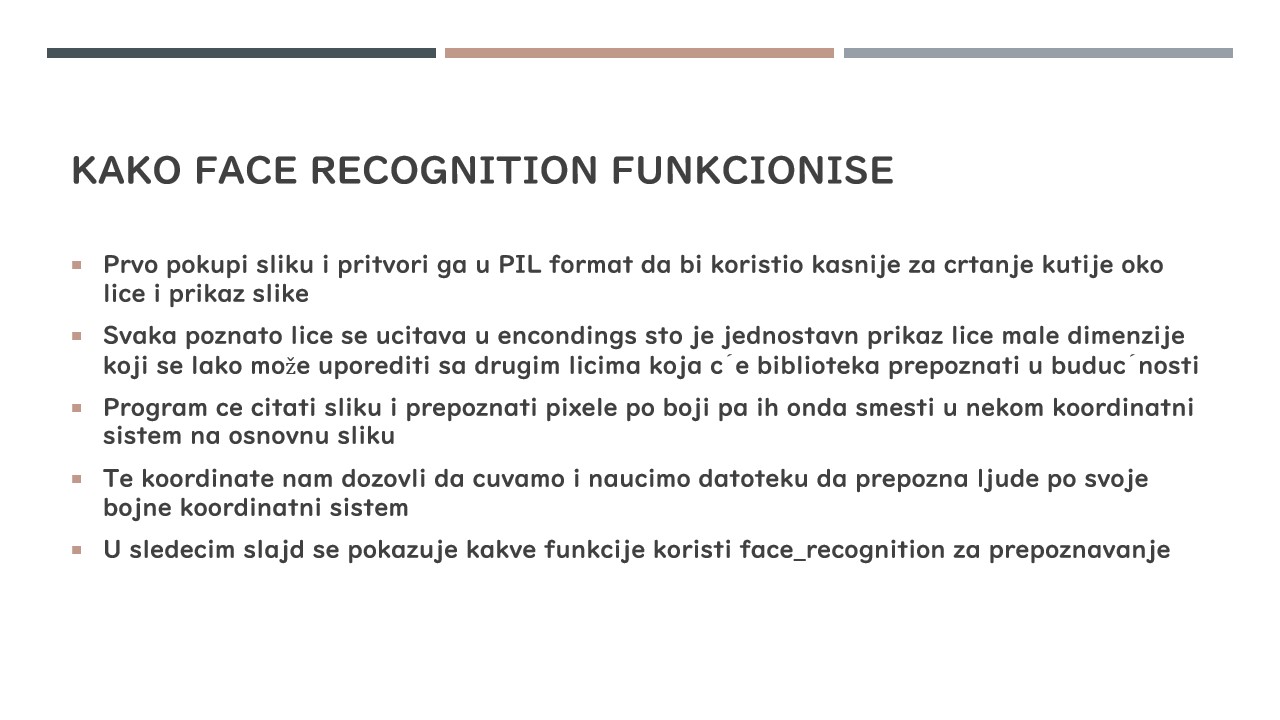 KAKO FACE RECOGNITION FUNKCIONISE
Prvo pokupi sliku i pritvori ga u PIL format da bi koristio kasnije za crtanje kutije oko
lice i prikaz slike
Svaka poznato lice se ucitava u encondings sto je jednostavn prikaz lice male dimenzije
koji se lako može uporediti sa drugim licima koja c´e biblioteka prepoznati u buduc´nosti
Program ce citati sliku i prepoznati pixele po boji pa ih onda smesti u nekom koordinatni
sistem na osnovnu sliku
Te koordinate nam dozovli da cuvamo i naucimo datoteku da prepozna ljude po svoje
bojne koordinatni sistem
U sledecim slajd se pokazuje kakve funkcije koristi face_recognition za prepoznavanje